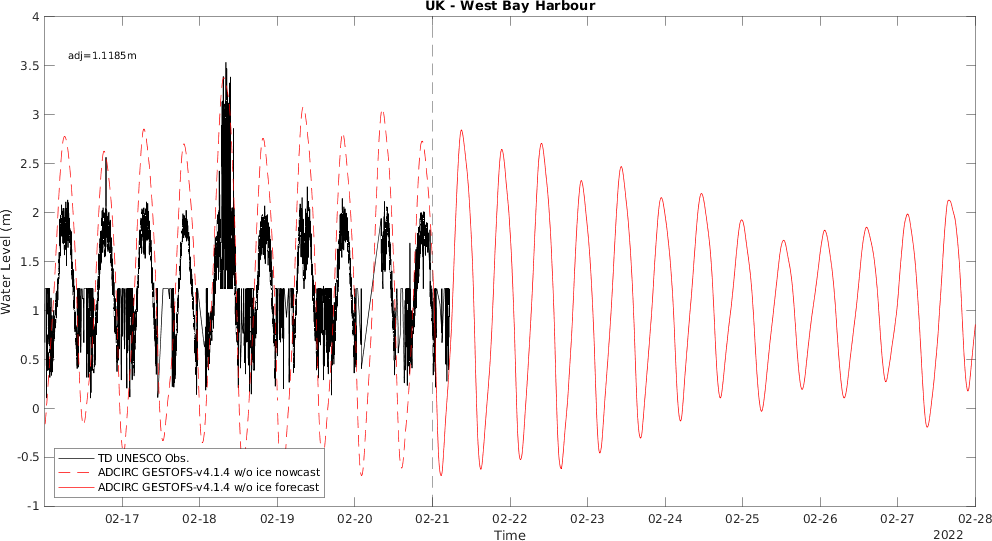 UK - West Bay Harbour
4
3.5
3
2.5
2
1.5
1
0.5
0
-0.5
-1
Water Level (m)
adj=1.1185m
TD UNESCO Obs.
ADCIRC GESTOFS-v4.1.4 w/o ice nowcast
ADCIRC GESTOFS-v4.1.4 w/o ice forecast
02-17 02-18 02-19 02-20 02-21 02-22 02-23 02-24 02-25 02-26 02-27 02-28
Time
2022